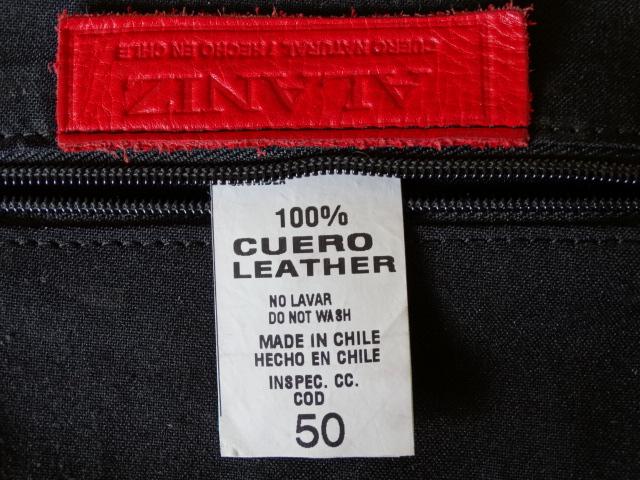 ALANIZ
HECHO EN CHILE
CUERO NATURAL
100%
CUERO
LEATHER
NO LAVAR
DO NOT WASH
MADE IN CHILE
HECHO EN CHILE
INSPEC. CC.
COD
50